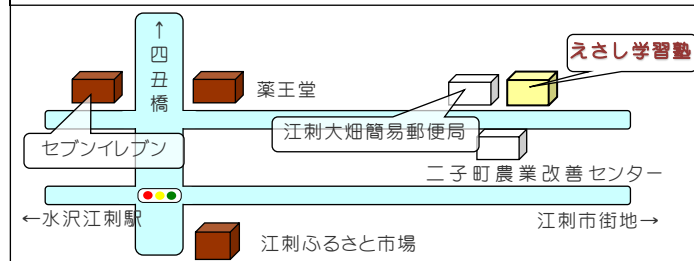 ↑四丑橋
えさし学習塾
薬王堂
江刺大畑簡易郵便局
セブンイレブン
二子町農業改善センター
←水沢江刺駅
江刺市街地→
江刺ふるさと市場